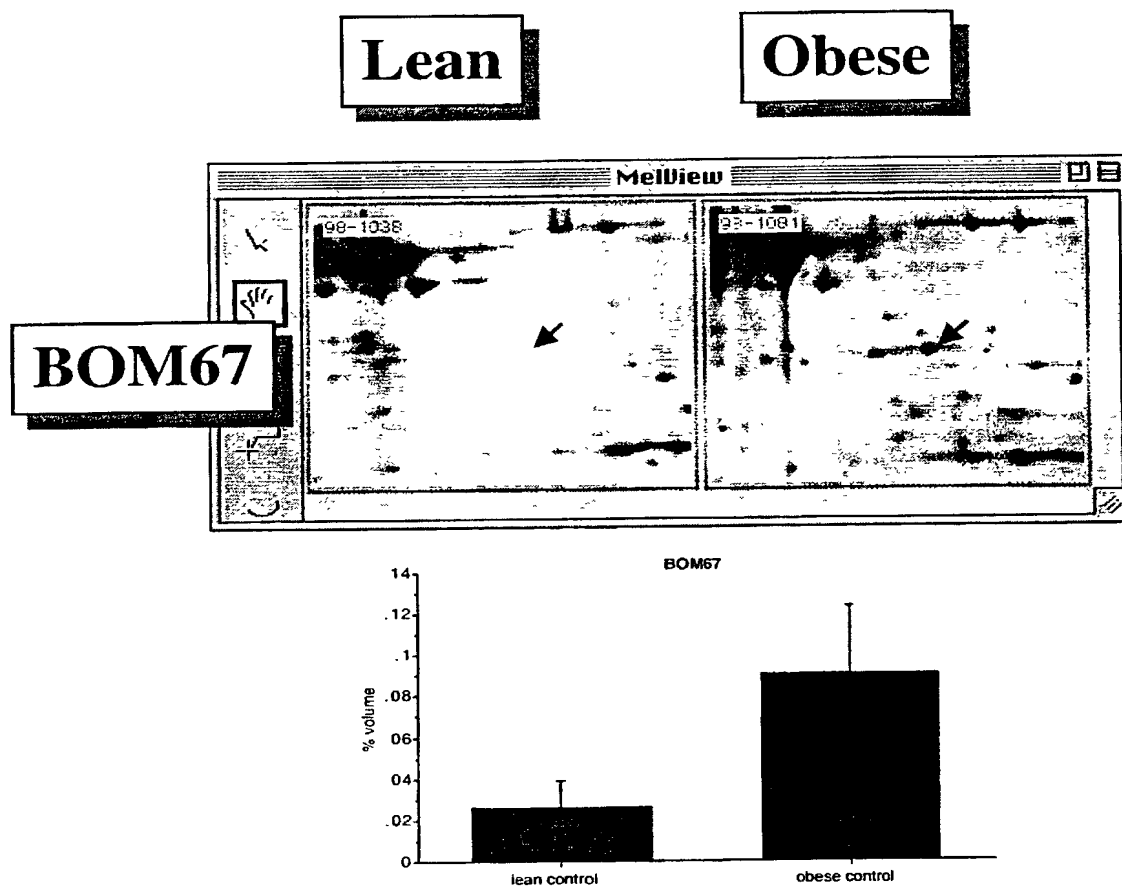 Lean
Obese
MelView
98-1038
93-1081
BOM67
BOM67
14
.12
.1
.08
06
04
.02
0
% volume
lean control
obese control